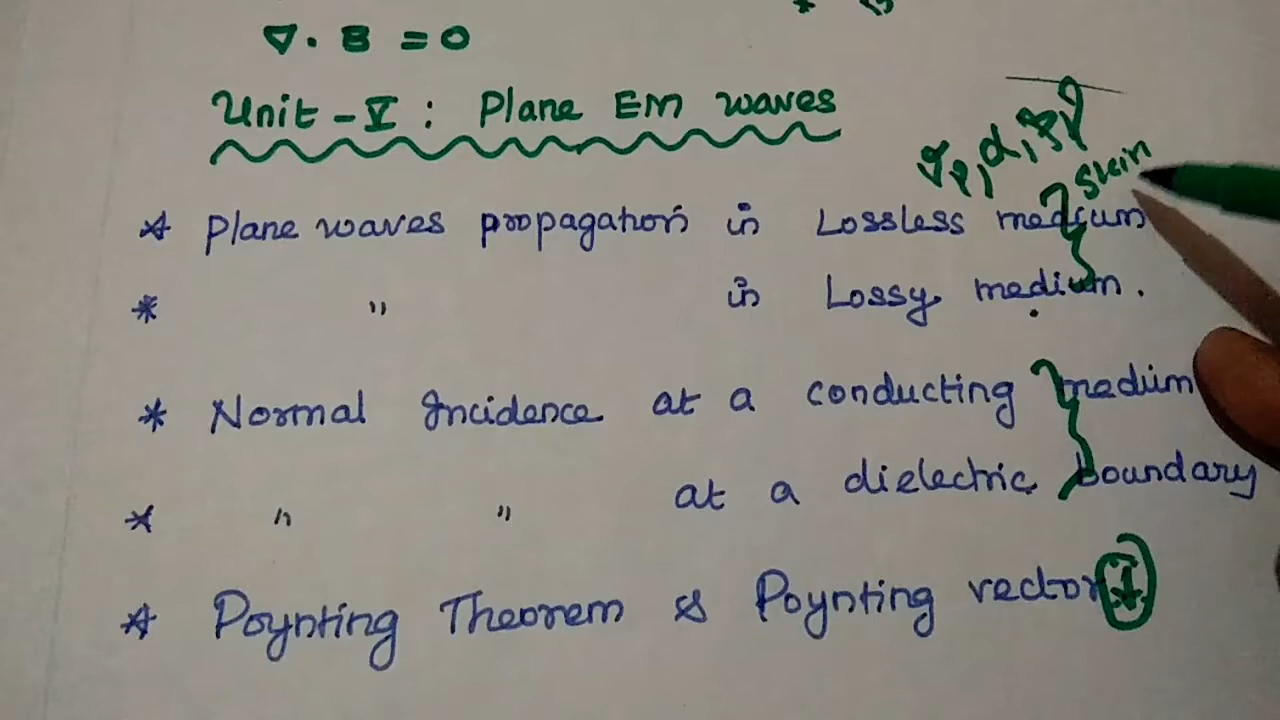 ∇. B = 0
Unit - V : Plane EM waves
Skin
* Plane waves propagation in Lossless medium
* " in Lossy medium.
* Normal Incidence at a conducting medium
* " " at a dielectric boundary
* Poynting Theorem & Poynting vector